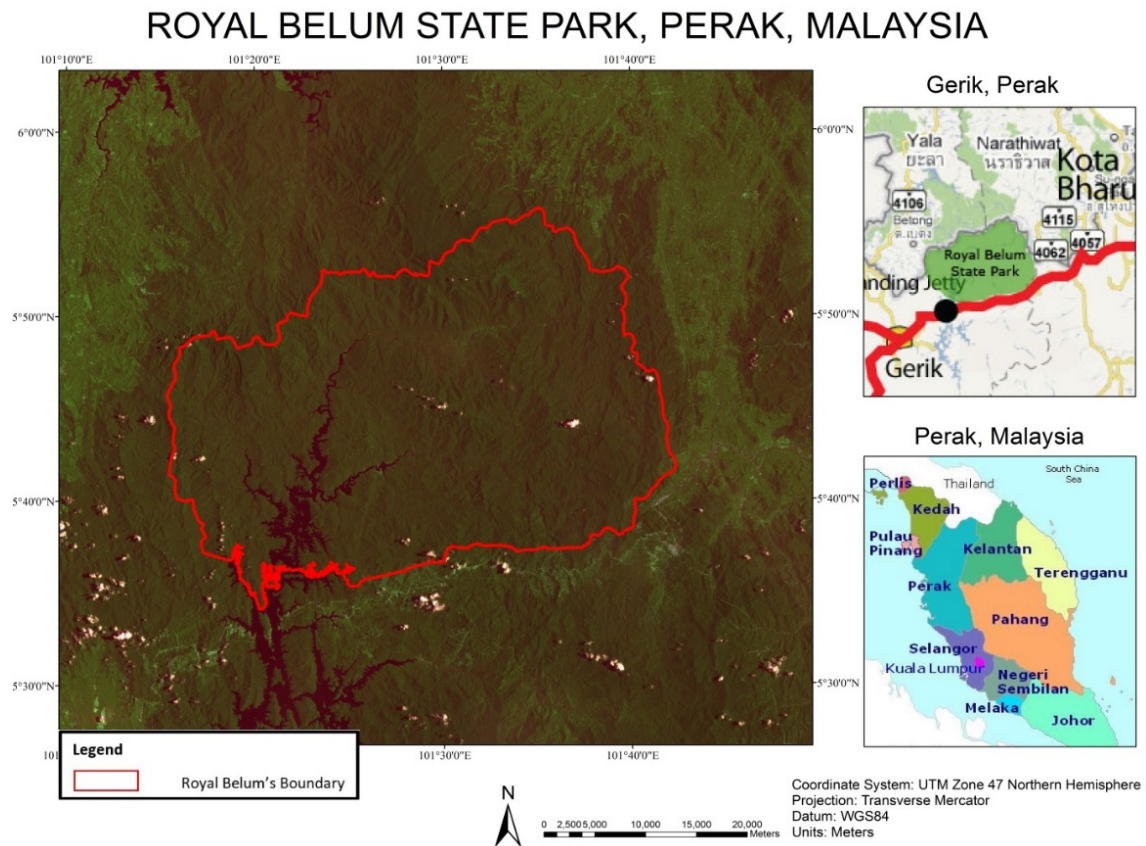 ROYAL BELUM STATE PARK, PERAK, MALAYSIA
101°10'0"E 101°20'0"E 101°30'0"E 101°40'0"E
6°0'0"N
5°50'0"N
5°40'0"N
5°30'0"N
6°0'0"N
5°50'0"N
5°40'0"N
5°30'0"N
101°30'0"E 101°40'0"E
Legend
Royal Belum's Boundary
N
0 2,500 5,000 10,000 15,000 20,000
Meters
Gerik, Perak
Yala
ยะลา
Narathiwat
นราธิวาส
Kota
Bharu
4106
Betong
อ.เบตง
4115
4057
4062
Royal Belum
State Park
anding Jetty
Gerik
Perak, Malaysia
South China
Sea
Perlis
Thailand
Kedah
Pulau
Pinang
Kelantan
Terengganu
Perak
Pahang
Selangor
Kuala Lumpur
Negeri
Sembilan
Melaka
Johor
Coordinate System: UTM Zone 47 Northern Hemisphere
Projection: Transverse Mercator
Datum: WGS84
Units: Meters